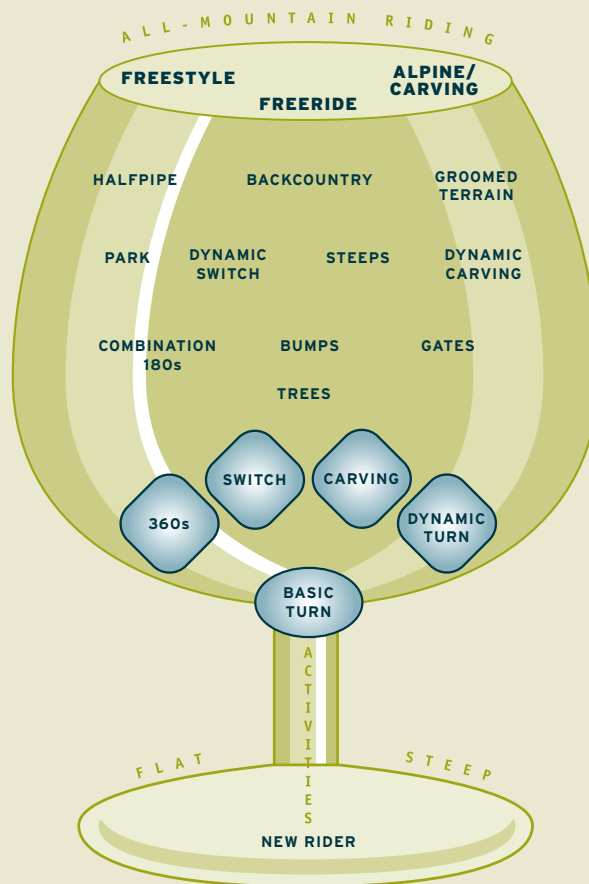 ALL-MOUNTAIN RIDING
FREESTYLE
FREERIDE
ALPINE/
CARVING
HALFPIPE
BACKCOUNTRY
GROOMED
TERRAIN
PARK
DYNAMIC
SWITCH
STEEPS
DYNAMIC
CARVING
COMBINATION
180s
BUMPS
GATES
TREES
SWITCH
CARVING
360s
DYNAMIC
TURN
BASIC
TURN
ACTIVITIES
FLAT
STEEP
NEW RIDER